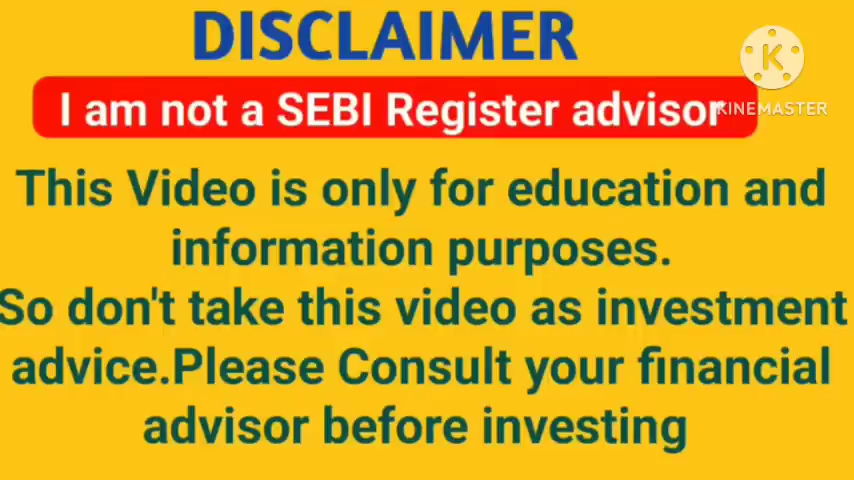 DISCLAIMER
I am not a SEBI Register advisor
K
KINEMASTER
This Video is only for education and
information purposes.
So don't take this video as investment
advice.Please Consult your financial
advisor before investing